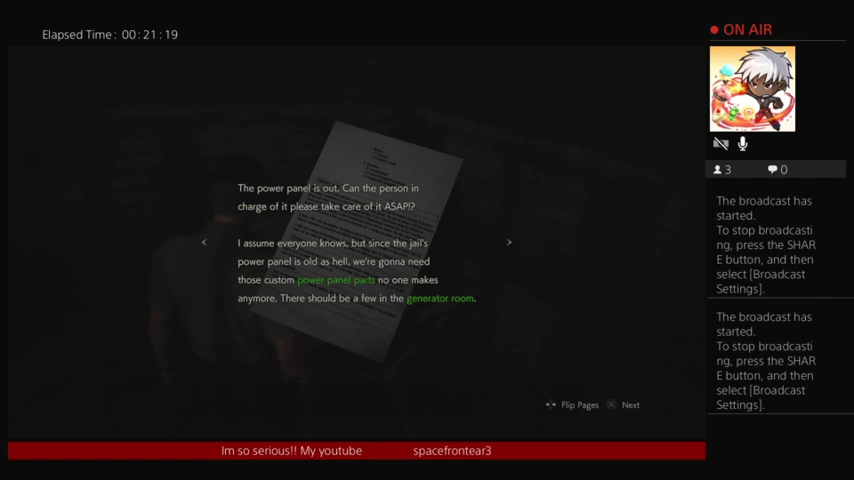 Elapsed Time: 00:21:19
ON AIR
3
0
The power panel is out. Can the person in
charge of it please take care of it ASAP!?
I assume everyone knows, but since the jail's
power panel is old as hell, we're gonna need
those custom power panel parts no one makes
anymore. There should be a few in the generator room.
Flip Pages
Next
The broadcast has
started.
To stop broadcasti
ng, press the SHAR
E button, and then
select [Broadcast
Settings].
The broadcast has
started.
To stop broadcasti
ng, press the SHAR
E button, and then
select [Broadcast
Settings].
Im so serious!! My youtube spacefrontear3